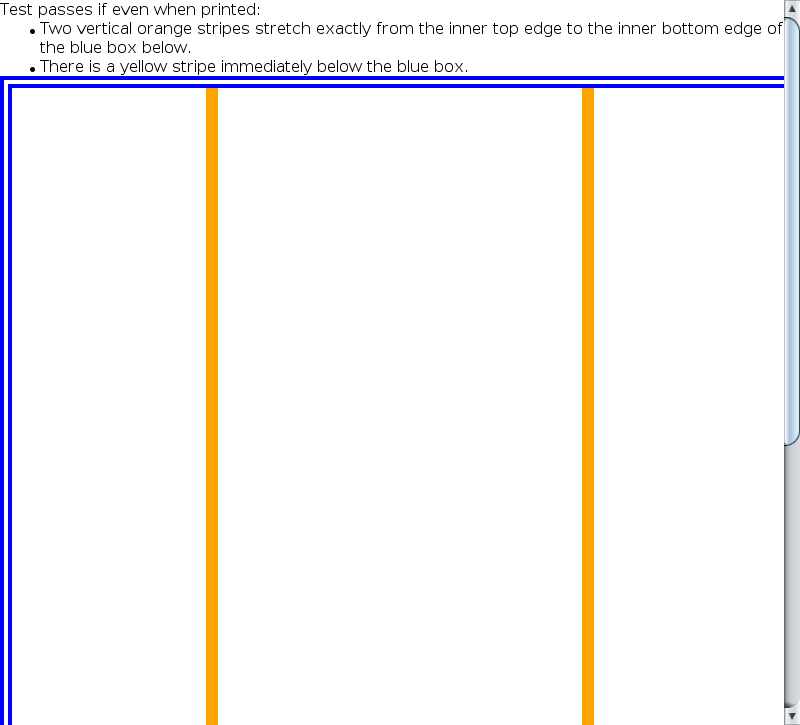 Test passes if even when printed:
Two vertical orange stripes stretch exactly from the inner top edge to the inner bottom edge of
the blue box below.
There is a yellow stripe immediately below the blue box.